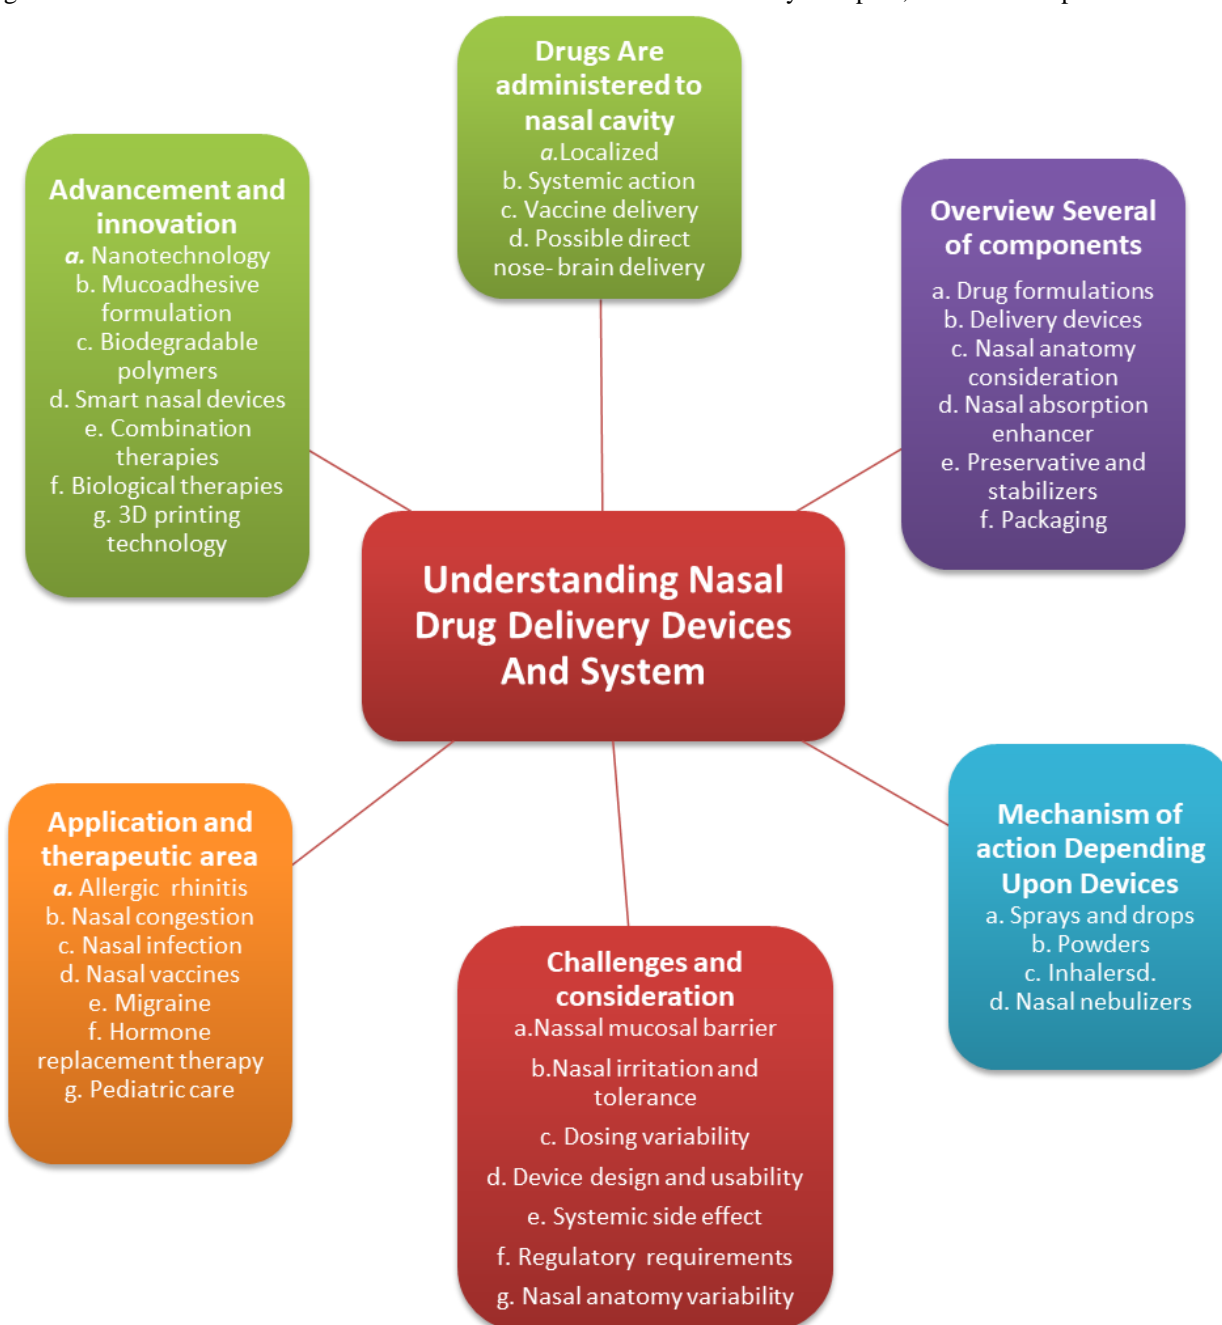 Drugs Are
administered to
nasal cavity
a.Localized
b. Systemic action
c. Vaccine delivery
d. Possible direct
nose- brain delivery
Advancement and
innovation
a. Nanotechnology
b. Mucoadhesive
formulation
c. Biodegradable
polymers
d. Smart nasal devices
e. Combination
therapies
f. Biological therapies
g. 3D printing
technology
Overview Several
of components
a. Drug formulations
b. Delivery devices
c. Nasal anatomy
consideration
d. Nasal absorption
enhancer
e. Preservative and
stabilizers
f. Packaging
Understanding Nasal
Drug Delivery Devices
And System
Application and
therapeutic area
a. Allergic rhinitis
b. Nasal congestion
c. Nasal infection
d. Nasal vaccines
e. Migraine
f. Hormone
replacement therapy
g. Pediatric care
Challenges and
consideration
a.Nassal mucosal barrier
b.Nasal irritation and
tolerance
c. Dosing variability
d. Device design and usability
e. Systemic side effect
f. Regulatory requirements
g. Nasal anatomy variability
Mechanism of
action Depending
Upon Devices
a. Sprays and drops
b. Powders
c. Inhalersd.
d. Nasal nebulizers